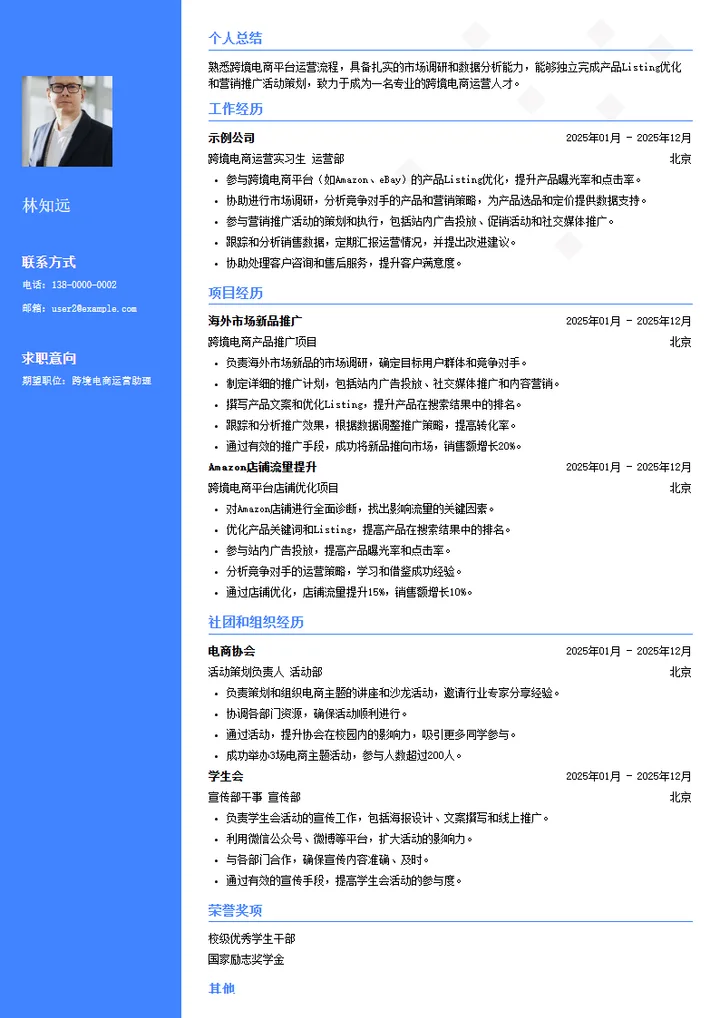 林知远
联系方式
电话：138-0000-0002
邮箱：user2@example.com
求职意向
期望职位：跨境电商运营助理
个人总结
熟悉跨境电商平台运营流程，具备扎实的市场调研和数据分析能力，能够独立完成产品Listing优化
和营销推广活动策划，致力于成为一名专业的跨境电商运营人才。
工作经历
示例公司 2025年01月 - 2025年12月
跨境电商运营实习生 运营部 北京
• 参与跨境电商平台（如Amazon、eBay）的产品Listing优化，提升产品曝光率和点击率。
• 协助进行市场调研，分析竞争对手的产品和营销策略，为产品选品和定价提供数据支持。
• 参与营销推广活动的策划和执行，包括站内广告投放、促销活动和社交媒体推广。
• 跟踪和分析销售数据，定期汇报运营情况，并提出改进建议。
• 协助处理客户咨询和售后服务，提升客户满意度。
项目经历
海外市场新品推广 2025年01月 - 2025年12月
跨境电商产品推广项目 北京
• 负责海外市场新品的市场调研，确定目标用户群体和竞争对手。
• 制定详细的推广计划，包括站内广告投放、社交媒体推广和内容营销。
• 撰写产品文案和优化Listing，提升产品在搜索结果中的排名。
• 跟踪和分析推广效果，根据数据调整推广策略，提高转化率。
• 通过有效的推广手段，成功将新品推向市场，销售额增长20%。
Amazon店铺流量提升 2025年01月 - 2025年12月
跨境电商平台店铺优化项目 北京
• 对Amazon店铺进行全面诊断，找出影响流量的关键因素。
• 优化产品关键词和Listing，提高产品在搜索结果中的排名。
• 参与站内广告投放，提高产品曝光率和点击率。
• 分析竞争对手的运营策略，学习和借鉴成功经验。
• 通过店铺优化，店铺流量提升15%，销售额增长10%。
社团和组织经历
电商协会 2025年01月 - 2025年12月
活动策划负责人 活动部 北京
• 负责策划和组织电商主题的讲座和沙龙活动，邀请行业专家分享经验。
• 协调各部门资源，确保活动顺利进行。
• 通过活动，提升协会在校园内的影响力，吸引更多同学参与。
• 成功举办3场电商主题活动，参与人数超过200人。
学生会 2025年01月 - 2025年12月
宣传部干事 宣传部 北京
• 负责学生会活动的宣传工作，包括海报设计、文案撰写和线上推广。
• 利用微信公众号、微博等平台，扩大活动的影响力。
• 与各部门合作，确保宣传内容准确、及时。
• 通过有效的宣传手段，提高学生会活动的参与度。
荣誉奖项
校级优秀学生干部
国家励志奖学金
其他